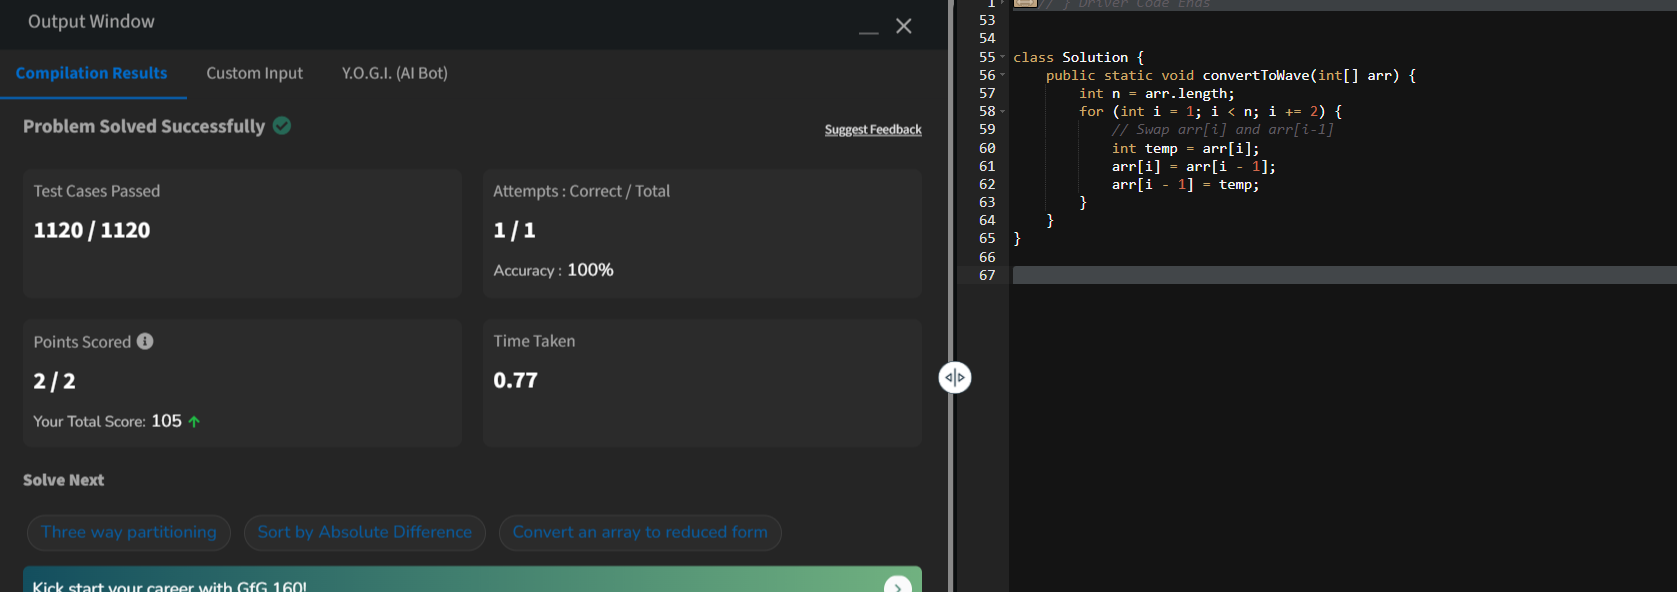 Output Window
Compilation Results Custom Input Y.O.G.I. (AI Bot)
Problem Solved Successfully
Suggest Feedback
Test Cases Passed
1120 / 1120
Attempts : Correct / Total
1 / 1
Accuracy : 100%
Points Scored
2 / 2
Your Total Score: 105
Time Taken
0.77
Solve Next
Three way partitioning
Sort by Absolute Difference
Convert an array to reduced form
Kick start your career with GfG 160!
1 // } Driver Code Ends
53
54
55 class Solution {
56 public static void convertToWave(int[] arr) {
57 int n = arr.length;
58 for (int i = 1; i < n; i += 2) {
59 // Swap arr[i] and arr[i-1]
60 int temp = arr[i];
61 arr[i] = arr[i - 1];
62 arr[i - 1] = temp;
63 }
64 }
65 }
66
67